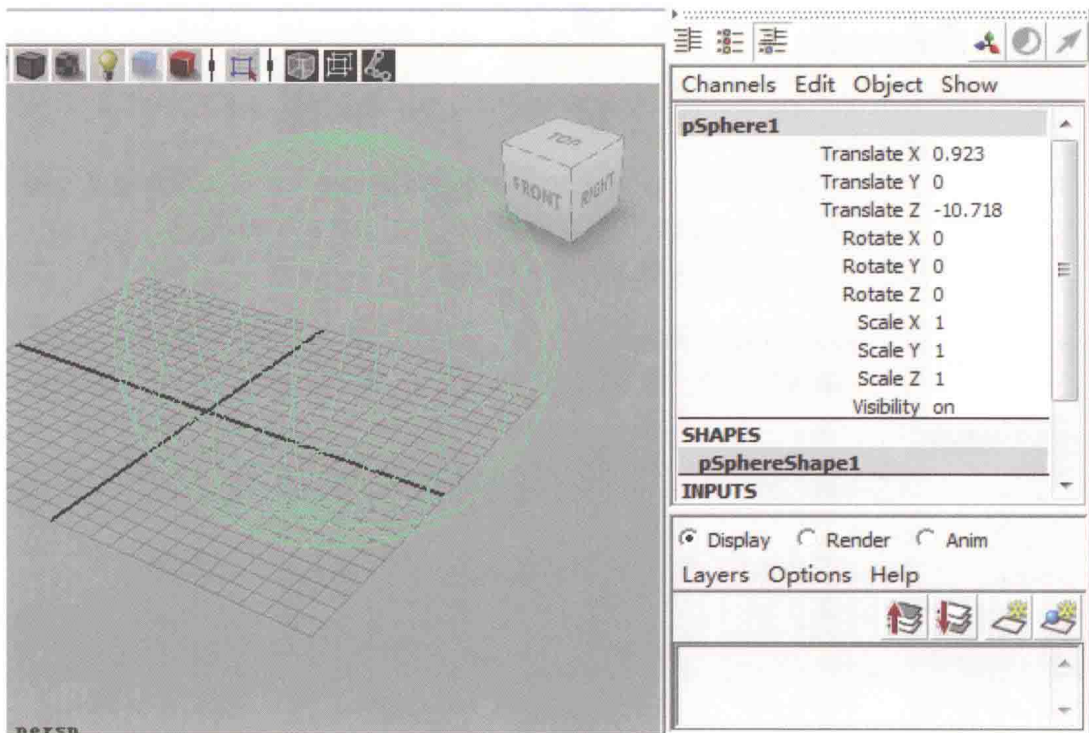 TOP
FRONT
RIGHT
persp
Channels Edit Object Show
pSphere1
Translate X 0.923
Translate Y 0
Translate Z -10.718
Rotate X 0
Rotate Y 0
Rotate Z 0
Scale X 1
Scale Y 1
Scale Z 1
Visibility on
SHAPES
pSphereShape1
INPUTS
Display Render Anim
Layers Options Help